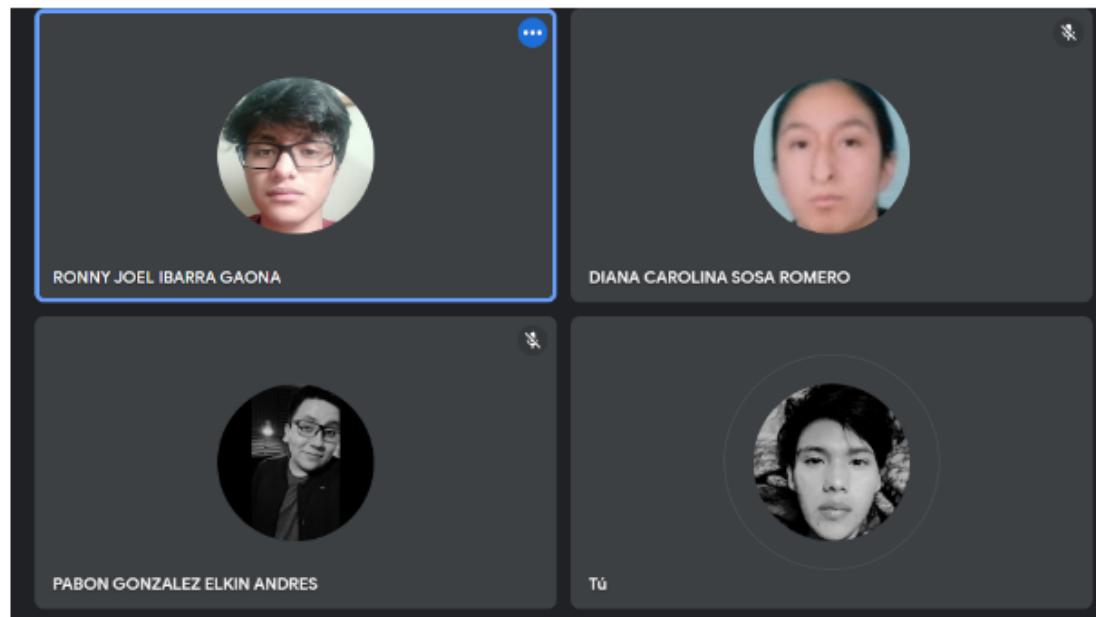 RONNY JOEL IBARRA GAONA
DIANA CAROLINA SOSA ROMERO
PABON GONZALEZ ELKIN ANDRES
Tú